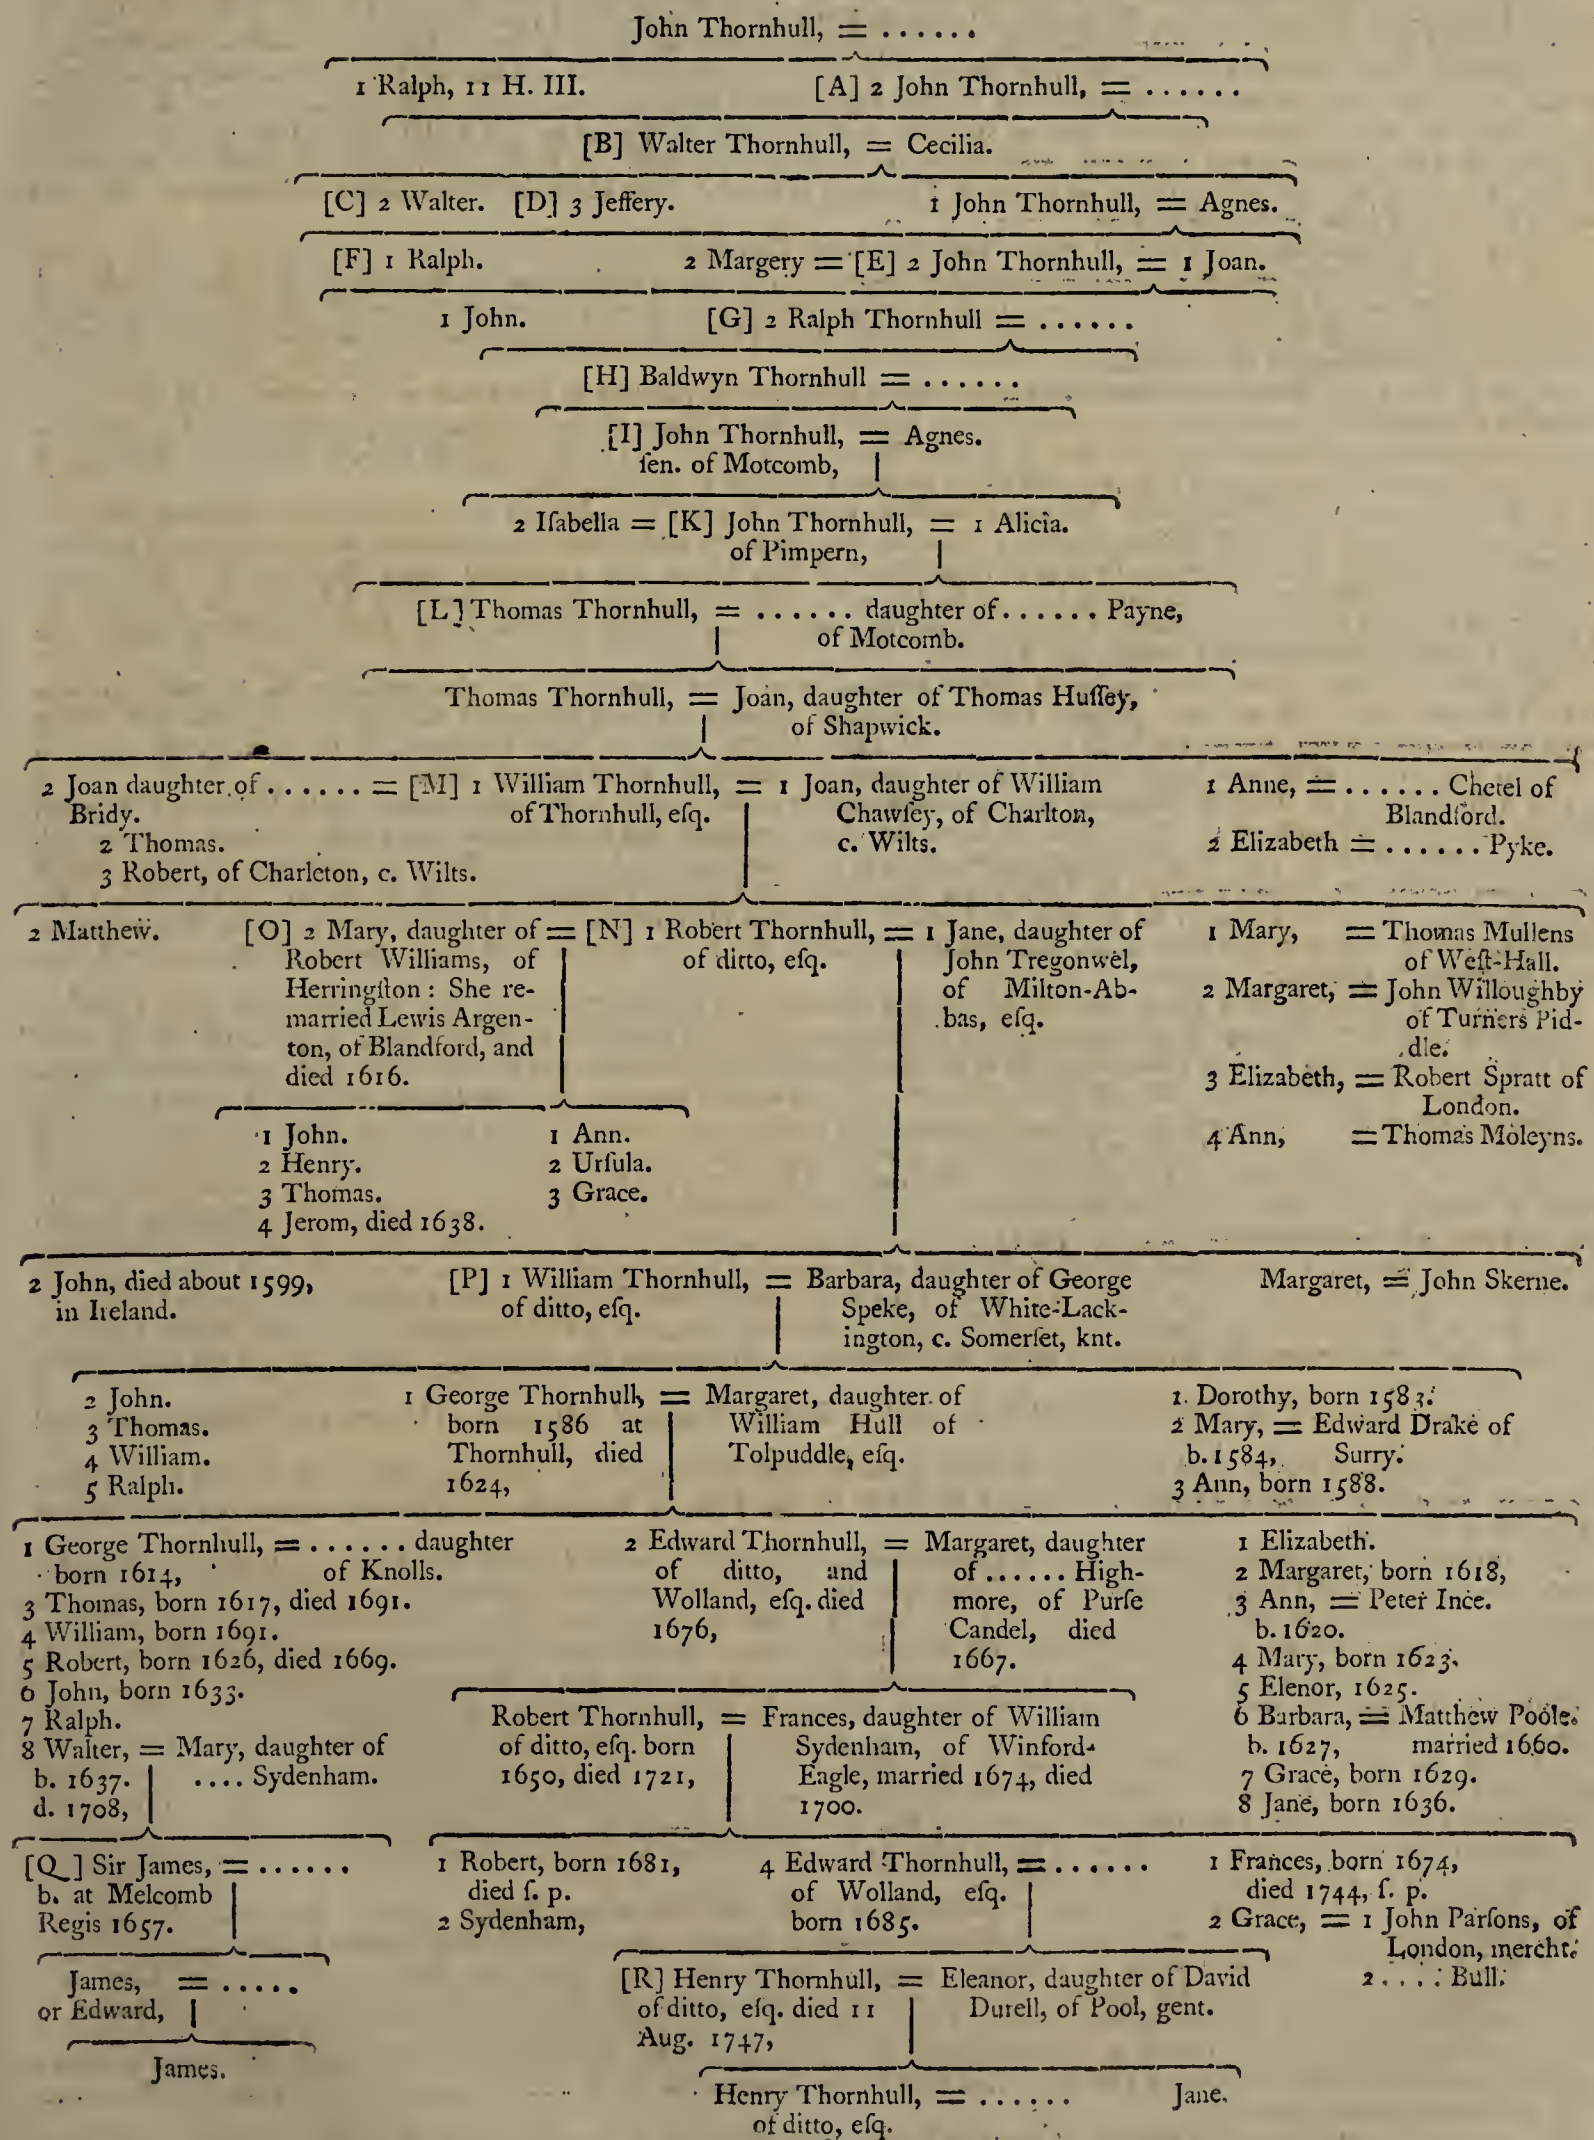 John Thornhull, = . . . . . .
1 Ralph, 11 H. III. [A] 2 John Thornhull, = . . . . . .
[B] Walter Thornhull, = Cecilia.
[C] 2 Walter. [D] 3 Jeffery. 1 John Thornhull, = Agnes.
[F] 1 Ralph. 2 Margery = [E] 2 John Thornhull, = 1 Joan.
1 John. [G] 2 Ralph Thornhull = . . . . . .
[H] Baldwyn Thornhull = . . . . . .
[I] John Thornhull, = Agnes.
ſen. of Motcomb,
2 Iſabella = [K] John Thornhull, = 1 Alicia.
of Pimpern,
[L] Thomas Thornhull, = . . . . . . daughter of . . . . . . Payne,
of Motcomb.
Thomas Thornhull, = Joan, daughter of Thomas Huſſey,
of Shapwick.
2 Joan daughter of . . . . . . = [M] 1 William Thornhull, = 1 Joan, daughter of William
Bridy. of Thornhull, eſq. Chawſey, of Charlton,
2 Thomas. c. Wilts.
3 Robert, of Charleton, c. Wilts.
1 Anne, = . . . . . . Chetel of
Blandford.
2 Elizabeth = . . . . . . Pyke.
2 Matthew.
[O] 2 Mary, daughter of = [N] 1 Robert Thornhull, = 1 Jane, daughter of
Robert Williams, of of ditto, eſq. John Tregonwel,
Herringſton : She re- of Milton-Ab-
married Lewis Argen- bas, eſq.
ton, of Blandford, and
died 1616.
1 Mary, = Thomas Mullens
of Weſt-Hall.
2 Margaret, = John Willoughby
of Turners Pid-
dle.
3 Elizabeth, = Robert Spratt of
London.
4 Ann, = Thomas Moleyns.
1 John. 1 Ann.
2 Henry. 2 Urſula.
3 Thomas. 3 Grace.
4 Jerom, died 1638.
2 John, died about 1599, [P] 1 William Thornhull, = Barbara, daughter of George Margaret, = John Skerne.
in Ireland. of ditto, eſq. Speke, of White-Lack-
ington, c. Somerſet, knt.
2 John. 1 George Thornhull, = Margaret, daughter of 1. Dorothy, born 1583.
3 Thomas. born 1586 at William Hull of 2 Mary, = Edward Drake of
4 William. Thornhull, died Tolpuddle, eſq. b. 1584, Surry.
5 Ralph. 1624, 3 Ann, born 1588.
1 George Thornhull, = . . . . . . daughter
born 1614, of Knolls.
3 Thomas, born 1617, died 1691.
4 William, born 1691.
5 Robert, born 1626, died 1669.
6 John, born 1633.
7 Ralph.
8 Walter, = Mary, daughter of
b. 1637. . . . . Sydenham.
d. 1708,
2 Edward Thornhull, = Margaret, daughter
of ditto, and of . . . . . . High-
Wolland, eſq. died more, of Purſe
1676, Candel, died
1667.
1 Elizabeth.
2 Margaret, born 1618,
3 Ann, = Peter Ince.
b. 1620.
4 Mary, born 1623.
5 Elenor, 1625.
6 Barbara, = Matthew Poole.
b. 1627, married 1660.
7 Grace, born 1629.
8 Jane, born 1636.
Robert Thornhull, = Frances, daughter of William
of ditto, eſq. born Sydenham, of Winford-
1650, died 1721, Eagle, married 1674, died
1700.
[Q] Sir James, = . . . . . .
b. at Melcomb
Regis 1657.
1 Robert, born 1681,
died ſ. p.
2 Sydenham,
4 Edward Thornhull, = . . . . . .
of Wolland, eſq.
born 1685.
1 Frances, born 1674,
died 1744, ſ. p.
2 Grace, = 1 John Parſons, of
London, mercht.
2 . . . . Bull.
James, = . . . . .
or Edward,
James.
[R] Henry Thornhull, = Eleanor, daughter of David
of ditto, eſq. died 11 Durell, of Pool, gent.
Aug. 1747,
Henry Thornhull, = . . . . . . Jane.
of ditto, eſq.